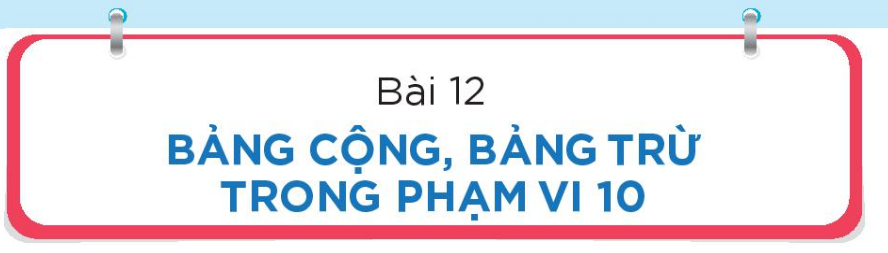 Bài 12
BẢNG CỘNG, BẢNG TRỪ
TRONG PHẠM VI 10